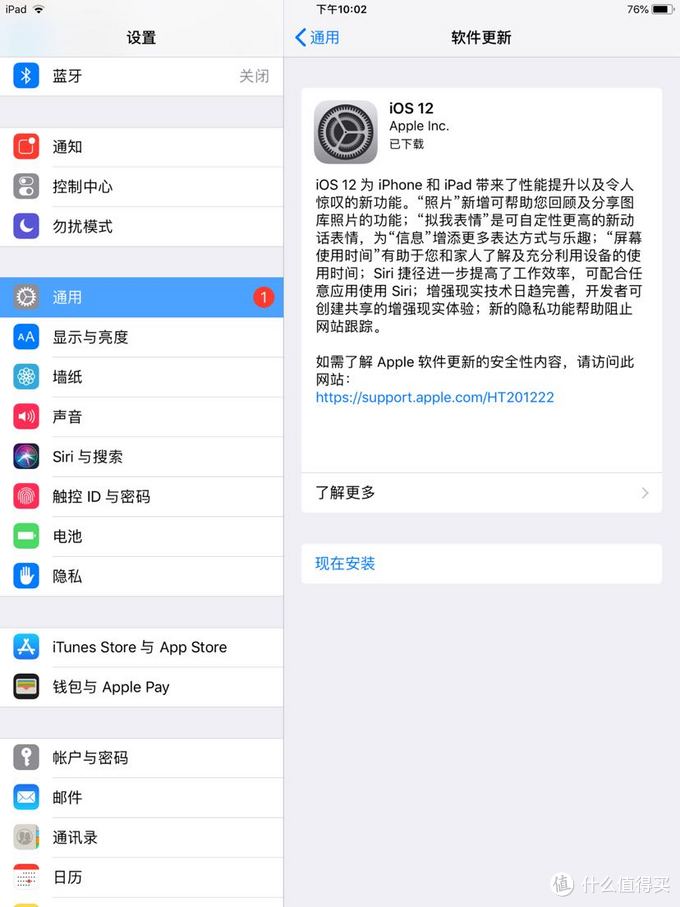 iPad
下午10:02
76%
设置
通用
软件更新
蓝牙
关闭
通知
控制中心
勿扰模式
通用
1
显示与亮度
AA
墙纸
声音
Siri 与搜索
触控 ID 与密码
电池
隐私
iTunes Store 与 App Store
钱包与 Apple Pay
帐户与密码
邮件
通讯录
日历
iOS 12
Apple Inc.
已下载
iOS 12 为 iPhone 和 iPad 带来了性能提升以及令人
惊叹的新功能。“照片”新增可帮助您回顾及分享图
库照片的功能；“拟我表情”是可自定性更高的新动
话表情，为“信息”增添更多表达方式与乐趣；“屏幕
使用时间”有助于您和家人了解及充分利用设备的使
用时间；Siri 捷径进一步提高了工作效率，可配合任
意应用使用 Siri；增强现实技术日趋完善，开发者可
创建共享的增强现实体验；新的隐私功能帮助阻止
网站跟踪。
如需了解 Apple 软件更新的安全性内容，请访问此
网站：
https://support.apple.com/HT201222
了解更多
现在安装
值 什么值得买